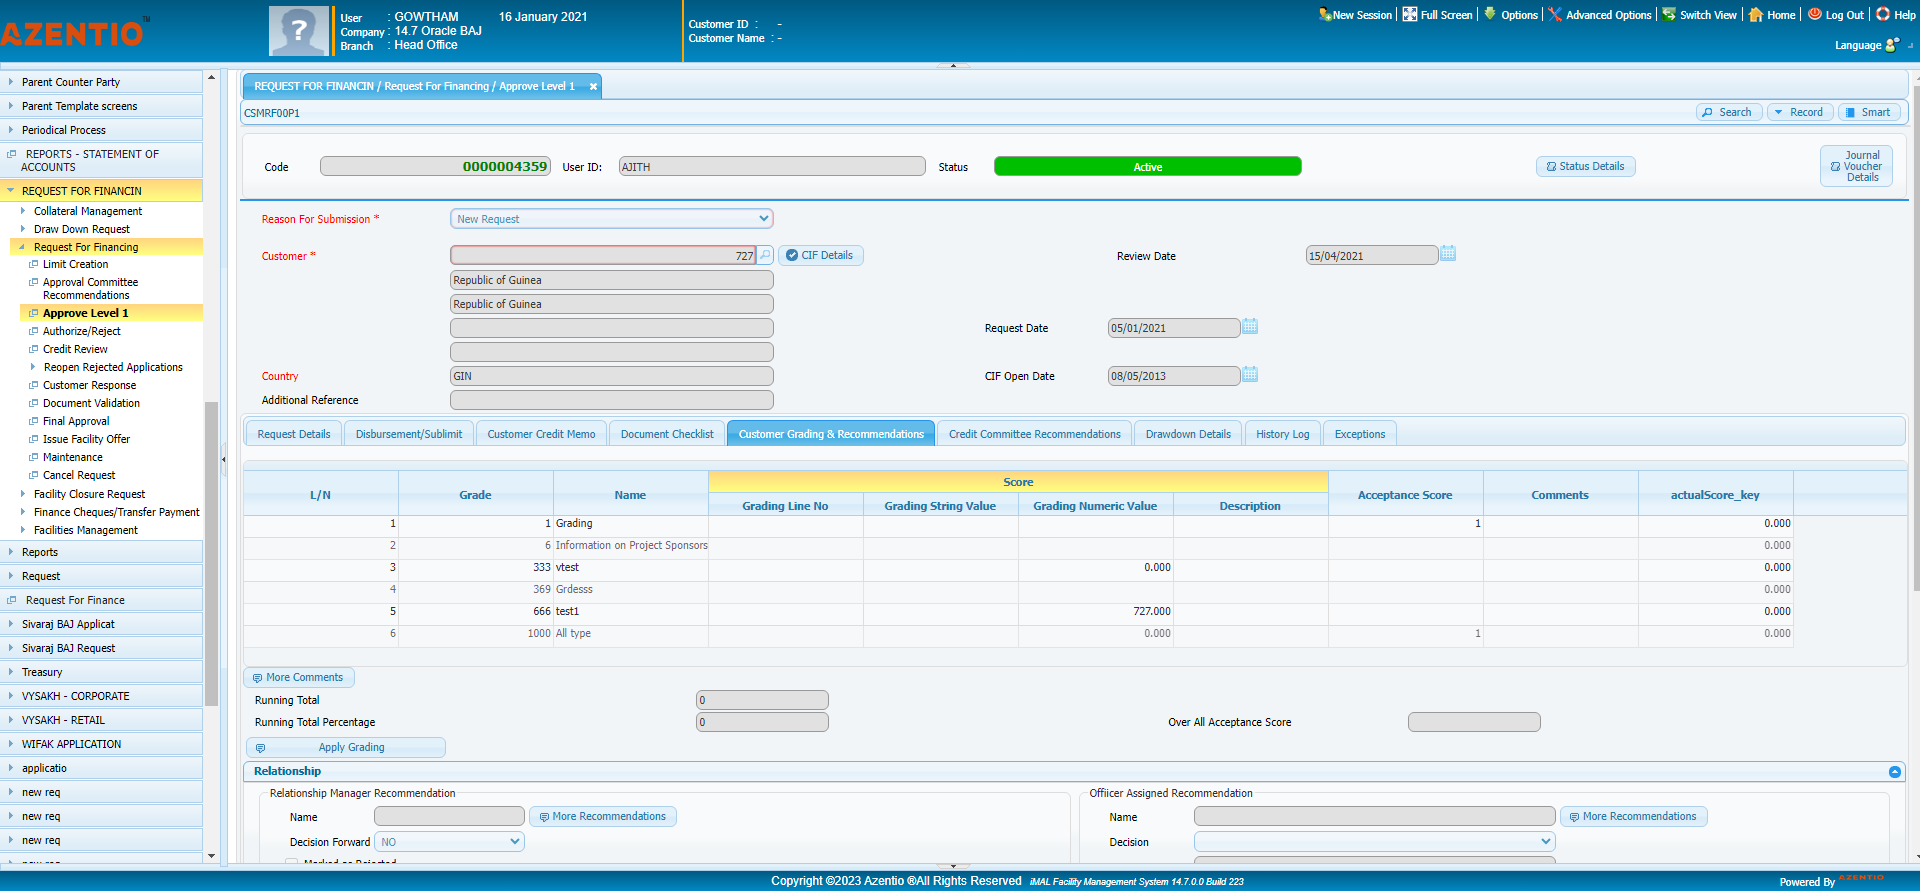 AZENTIO™
User : GOWTHAM 16 January 2021
Company : 14.7 Oracle BAJ
Branch : Head Office
Customer ID : -
Customer Name : -
New Session Full Screen Options Advanced Options Switch View Home Log Out Help
Language
Parent Counter Party
Parent Template screens
Periodical Process
REPORTS - STATEMENT OF
ACCOUNTS
REQUEST FOR FINANCIN
Collateral Management
Draw Down Request
Request For Financing
Limit Creation
Approval Committee
Recommendations
Approve Level 1
Authorize/Reject
Credit Review
Reopen Rejected Applications
Customer Response
Document Validation
Final Approval
Issue Facility Offer
Maintenance
Cancel Request
Facility Closure Request
Finance Cheques/Transfer Payment
Facilities Management
Reports
Request
Request For Finance
Sivaraj BAJ Applicat
Sivaraj BAJ Request
Treasury
VYSAKH - CORPORATE
VYSAKH - RETAIL
WIFAK APPLICATION
applicatio
new req
new req
new req
new req
REQUEST FOR FINANCIN / Request For Financing / Approve Level 1
CSMRF00P1
Search Record Smart
Code 0000004359 User ID: AJITH Status Active Status Details
Journal
Voucher
Details
Reason For Submission * New Request
Customer * 727 CIF Details Review Date 15/04/2021
Republic of Guinea
Republic of Guinea
Request Date 05/01/2021
Country GIN CIF Open Date 08/05/2013
Additional Reference
Request Details Disbursement/Sublimit Customer Credit Memo Document Checklist Customer Grading & Recommendations Credit Committee Recommendations Drawdown Details History Log Exceptions
L/N Grade Name Score Acceptance Score Comments actualScore_key
Grading Line No Grading String Value Grading Numeric Value Description
1 1 Grading 1 0.000
2 6 Information on Project Sponsors 0.000
3 333 vtest 0.000 0.000
4 369 Grdesss 0.000
5 666 test1 727.000 0.000
6 1000 All type 0.000 1 0.000
More Comments
Running Total 0
Running Total Percentage 0 Over All Acceptance Score
Apply Grading
Relationship
Relationship Manager Recommendation
Name More Recommendations
Decision Forward NO
Marked as Rejected
Officer Assigned Recommendation
Name More Recommendations
Decision
Copyright ©2023 Azentio ®All Rights Reserved iMAL Facility Management System 14.7.0.0 Build 223
Powered By AZENTIO